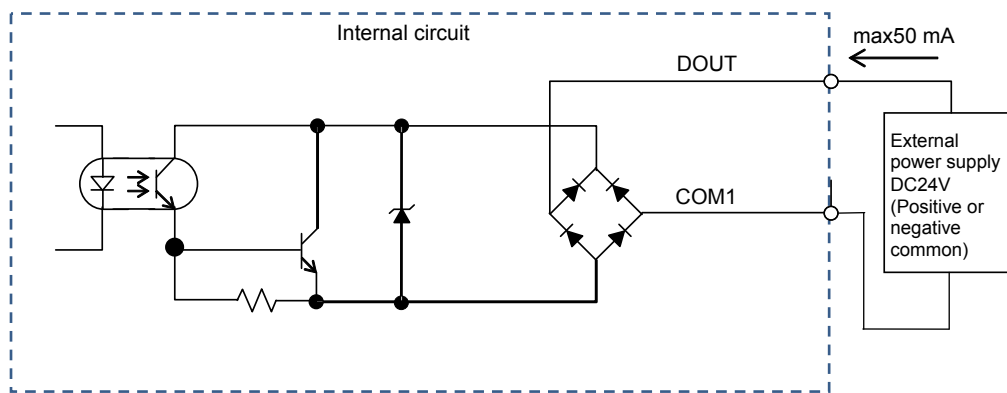 Internal circuit
max50 mA
DOUT
COM1
External
power supply
DC24V
(Positive or
negative
common)